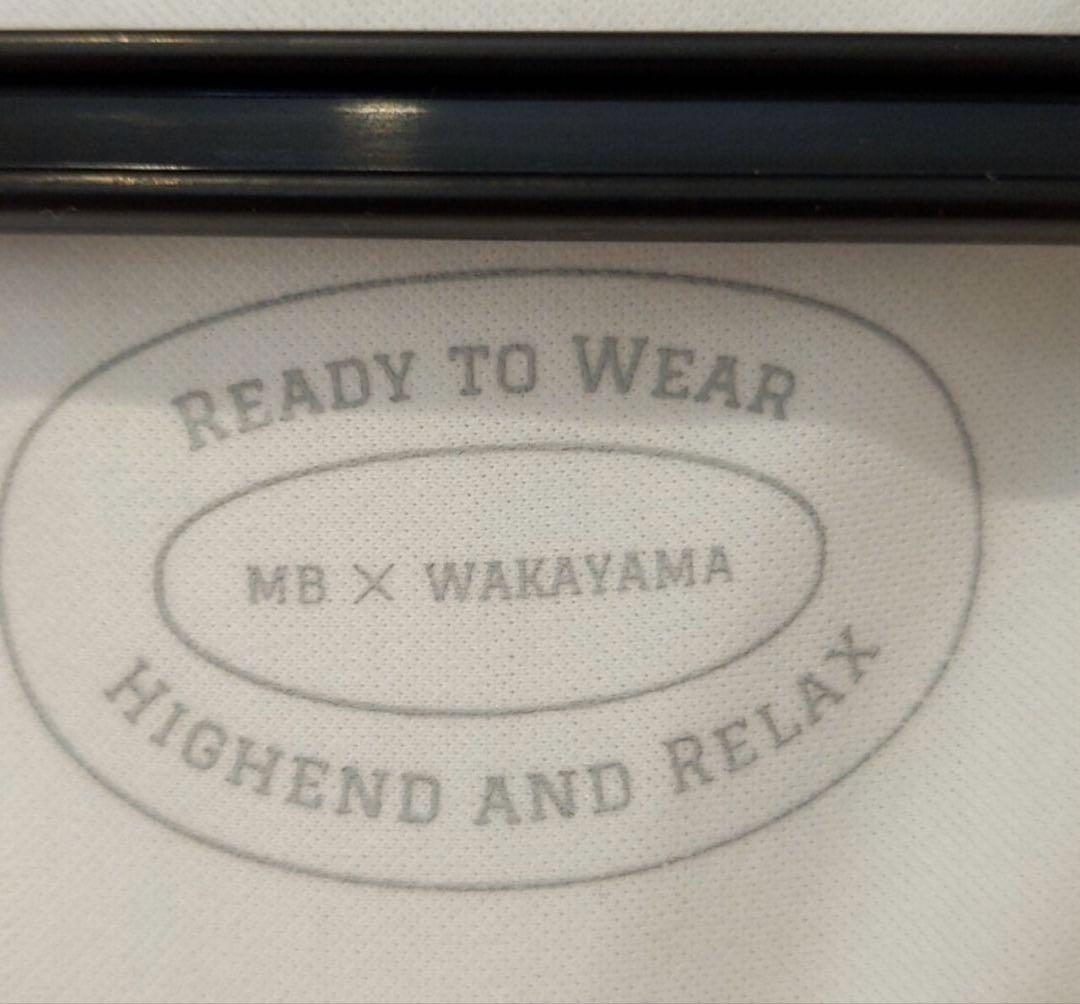 READY TO WEAR
MB X WAKAYAMA
HIGHEND AND RELAX